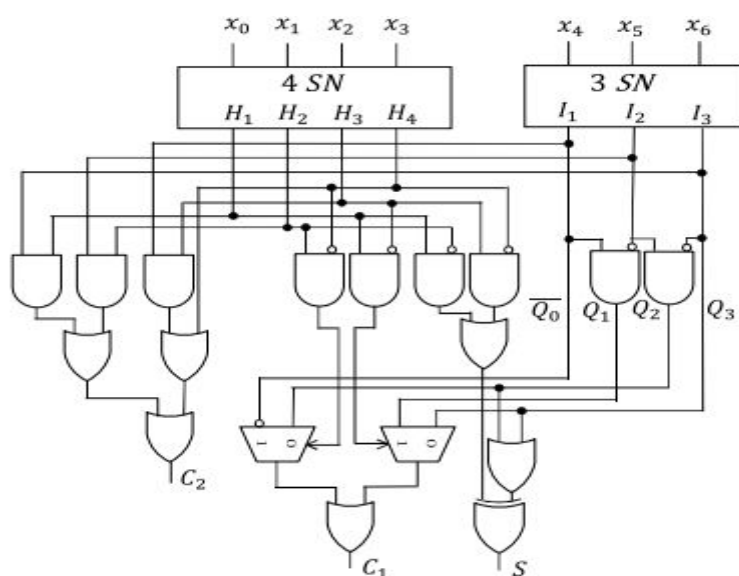 x₀ x₁ x₂ x₃ x₄ x₅ x₆
4 SN 3 SN
H₁ H₂ H₃ H₄ I₁ I₂ I₃
Q̅₀ Q₁ Q₂ Q₃
1 0 1 0
C₂
C₁ S